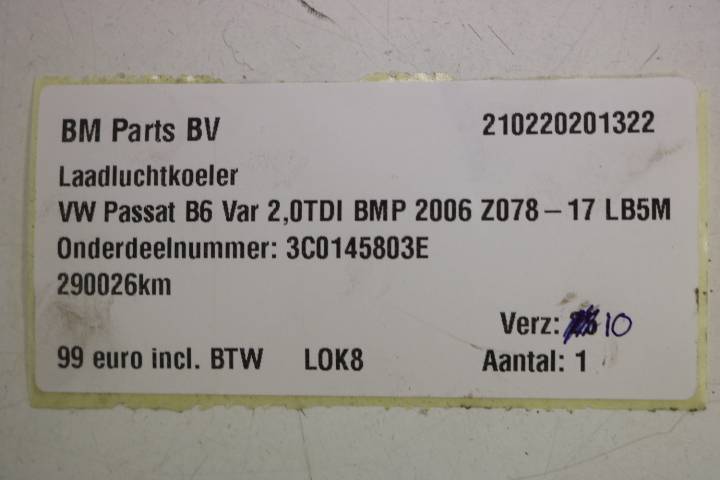 BM Parts BV 210220201322
Laadluchtkoeler
VW Passat B6 Var 2,0TDI BMP 2006 Z078 – 17 LB5M
Onderdeelnummer: 3C0145803E
290026km
Verz: 10
99 euro incl. BTW LOK8 Aantal: 1